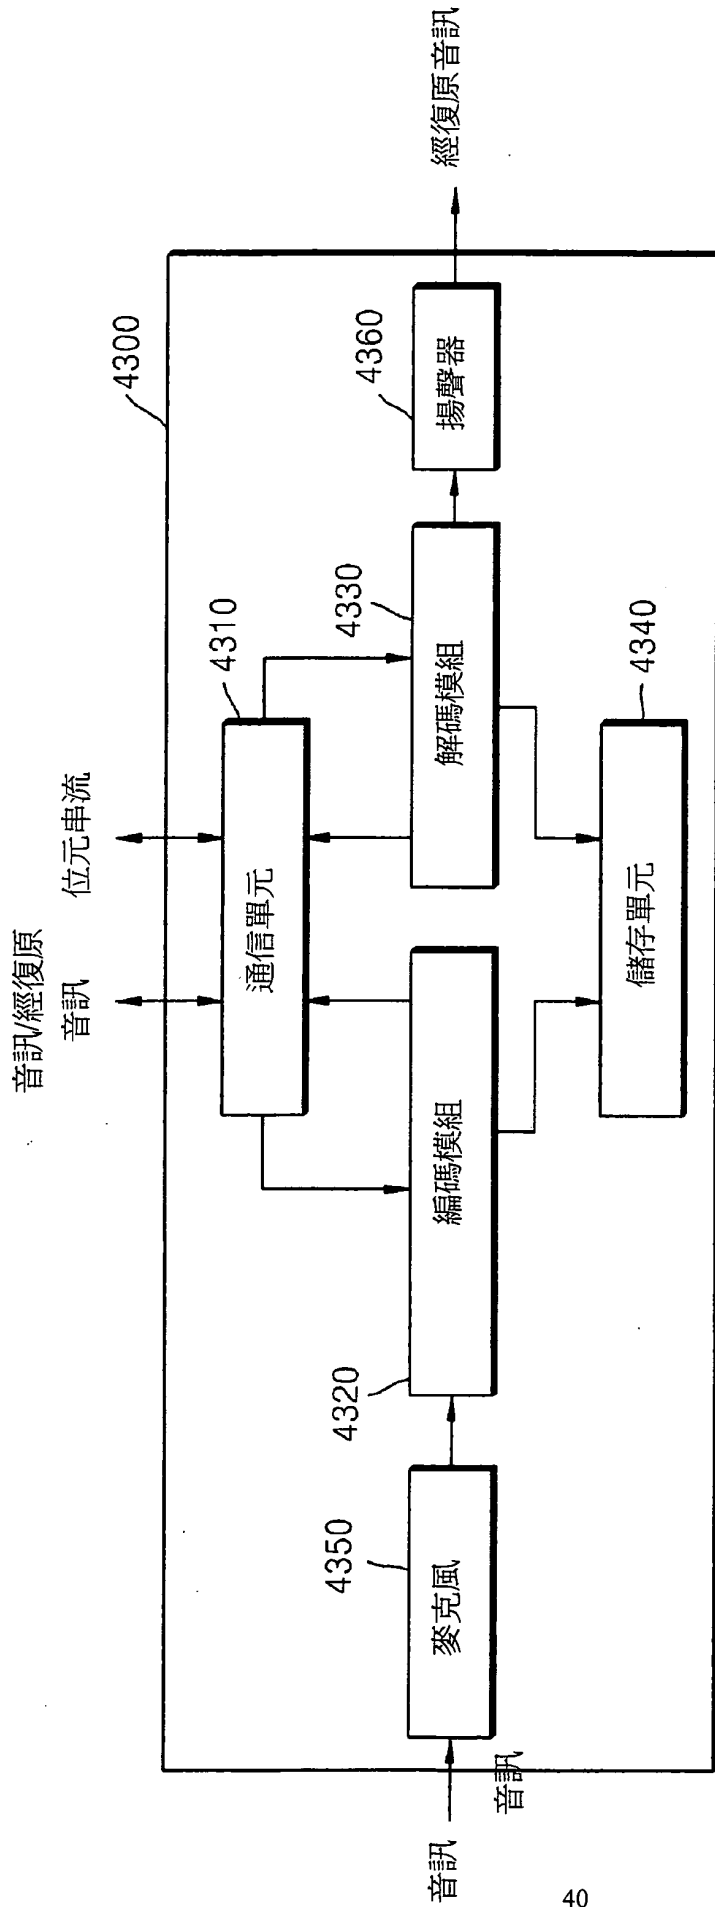 音訊/經復原
音訊
位元串流
4300
4310
通信單元
4320
編碼模組
4330
解碼模組
4340
儲存單元
4350
麥克風
4360
揚聲器
音訊
音訊
經復原音訊
40